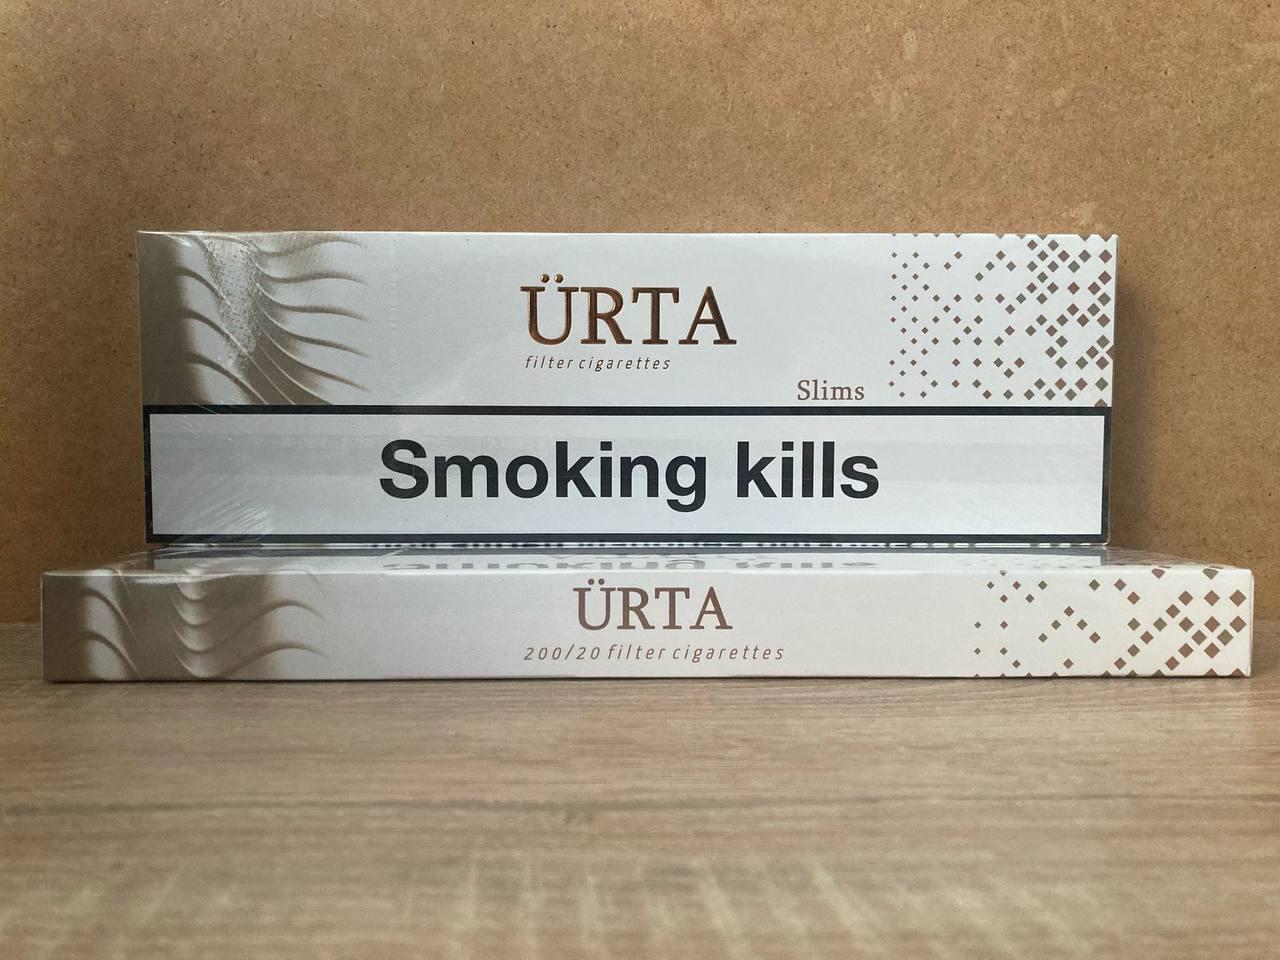 ÜRTA
filter cigarettes
Slims
Smoking kills
ÜRTA
200/20 filter cigarettes